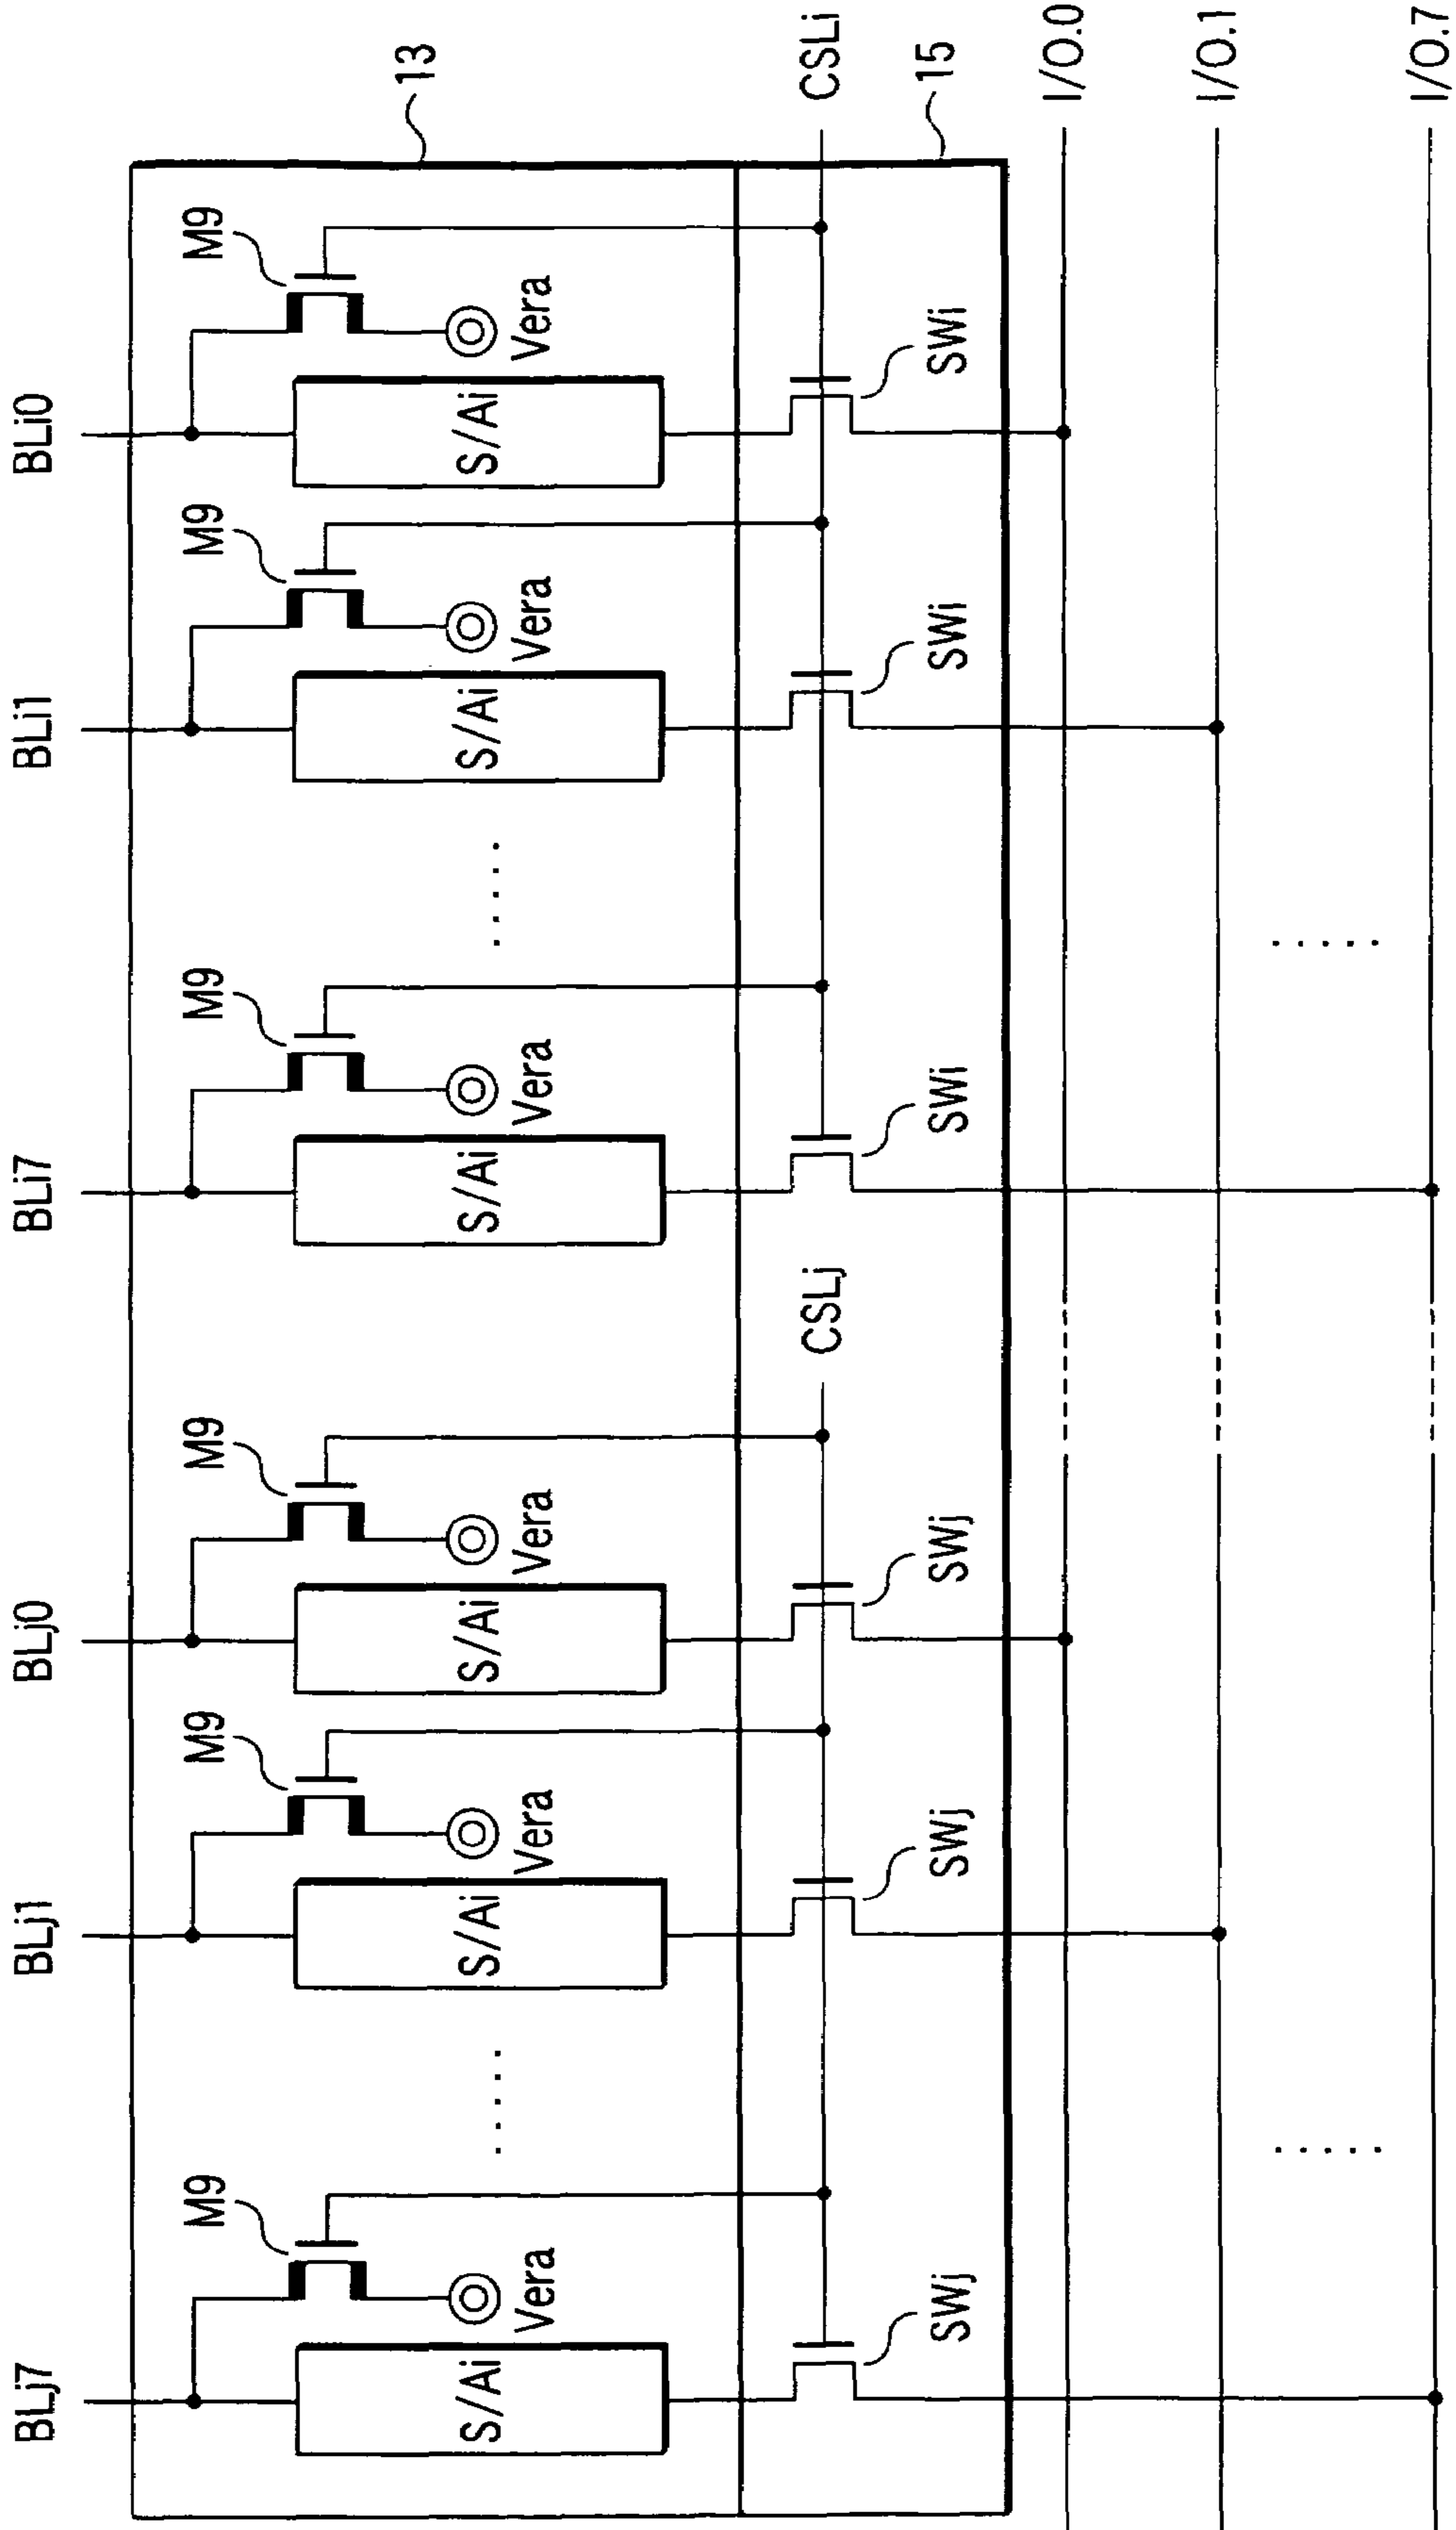 BLj7 BLj1 BLj0 BLi7 BLi1 BLi0
M9 M9 M9 M9 M9 M9
13
S/Ai S/Ai S/Ai S/Ai S/Ai S/Ai
Vera Vera Vera Vera Vera Vera
CSLj CSLi
SWj SWj SWj SWi SWi SWi
15
I/O.0
I/O.1
I/O.7